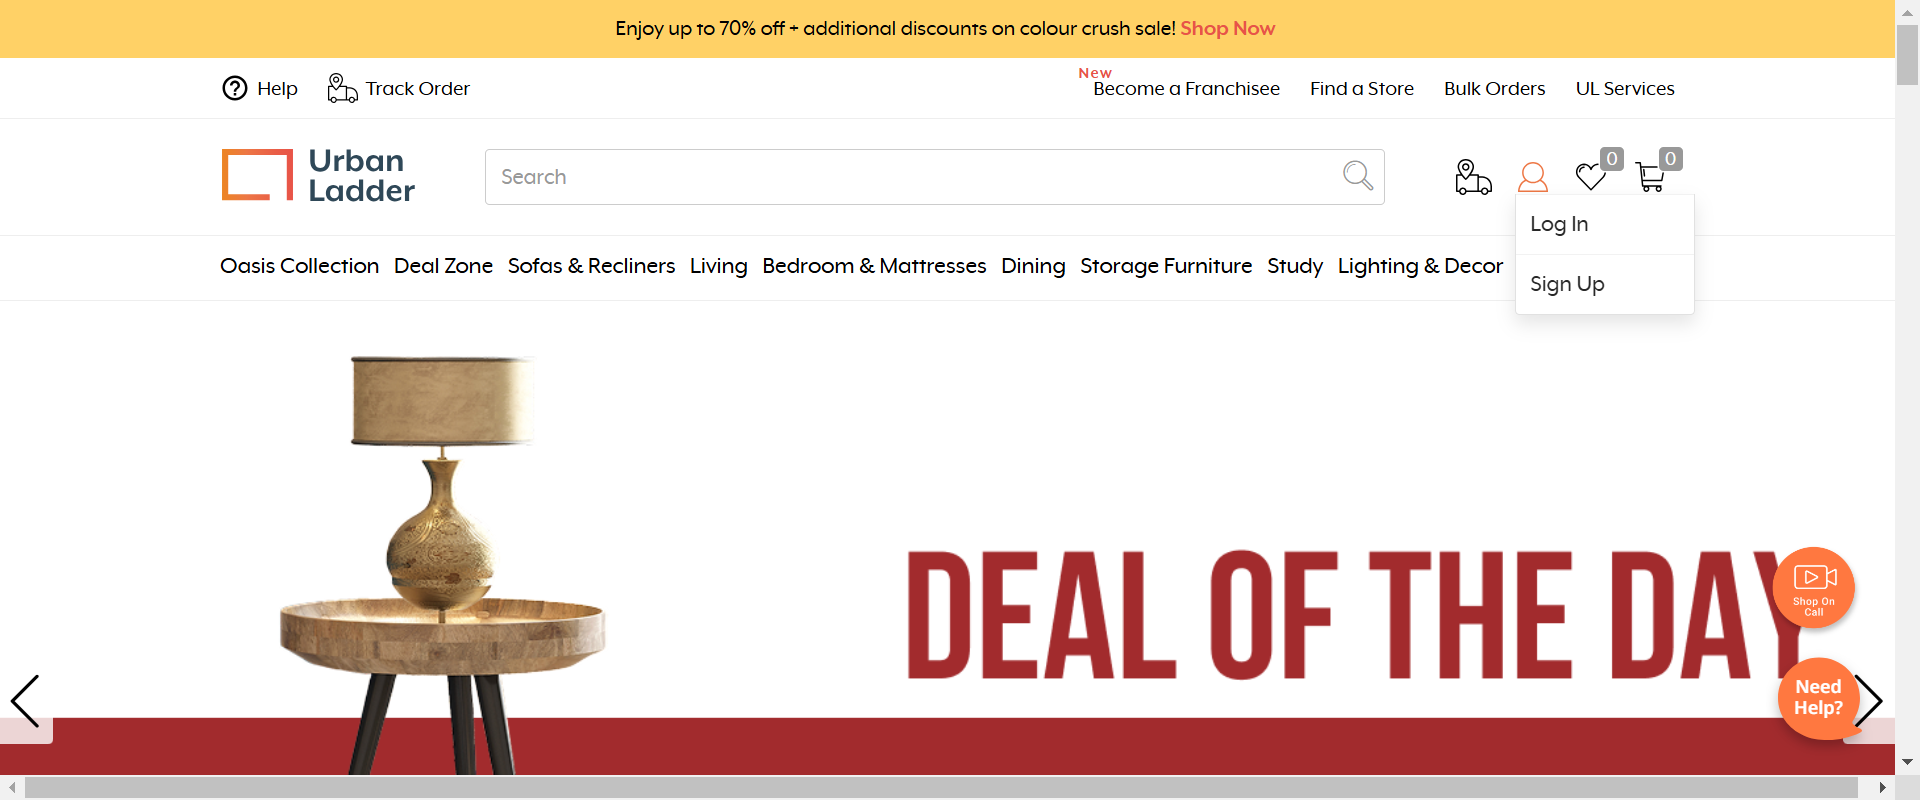 Enjoy up to 70% off + additional discounts on colour crush sale! Shop Now
Help
Track Order
New
Become a Franchisee
Find a Store
Bulk Orders
UL Services
Urban
Ladder
Search
0
0
Log In
Sign Up
Oasis Collection
Deal Zone
Sofas & Recliners
Living
Bedroom & Mattresses
Dining
Storage Furniture
Study
Lighting & Decor
DEAL OF THE DAY
Shop On
Call
Need
Help?